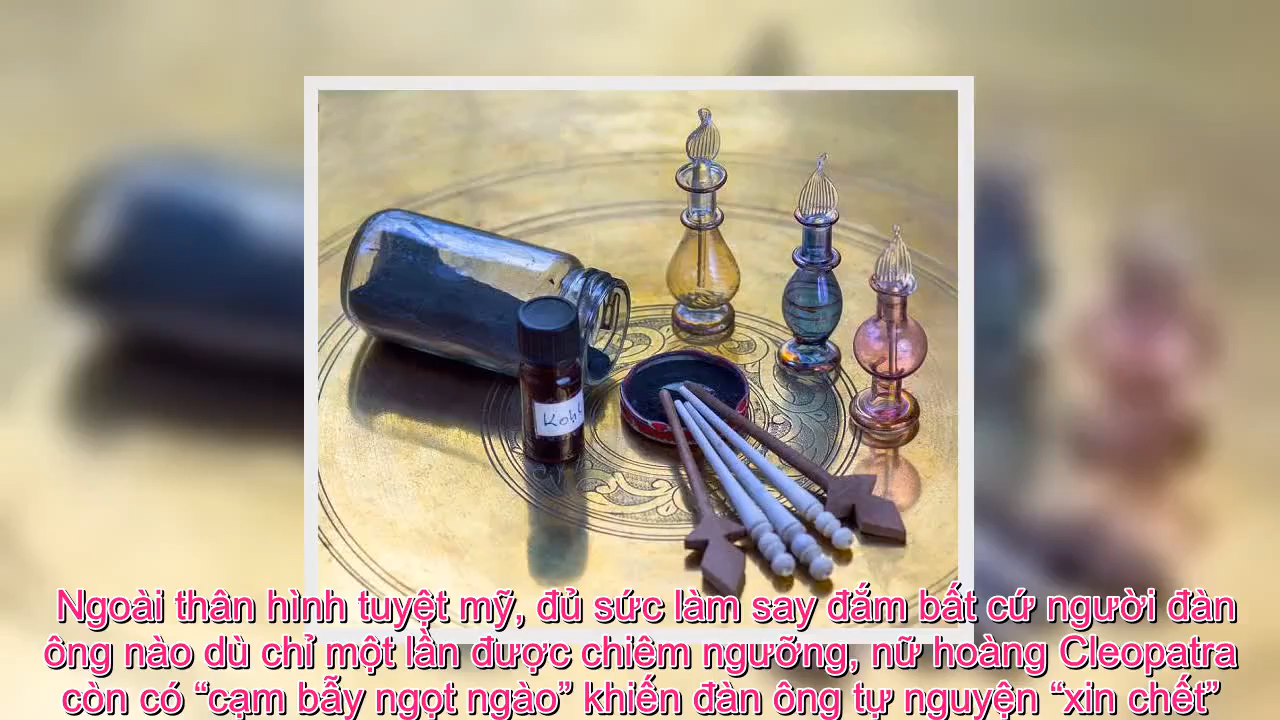 Kohl
Ngoài thân hình tuyệt mỹ, đủ sức làm say đắm bất cứ người đàn
ông nào dù chỉ một lần được chiêm ngưỡng, nữ hoàng Cleopatra
còn có “cạm bẫy ngọt ngào” khiến đàn ông tự nguyện “xin chết”